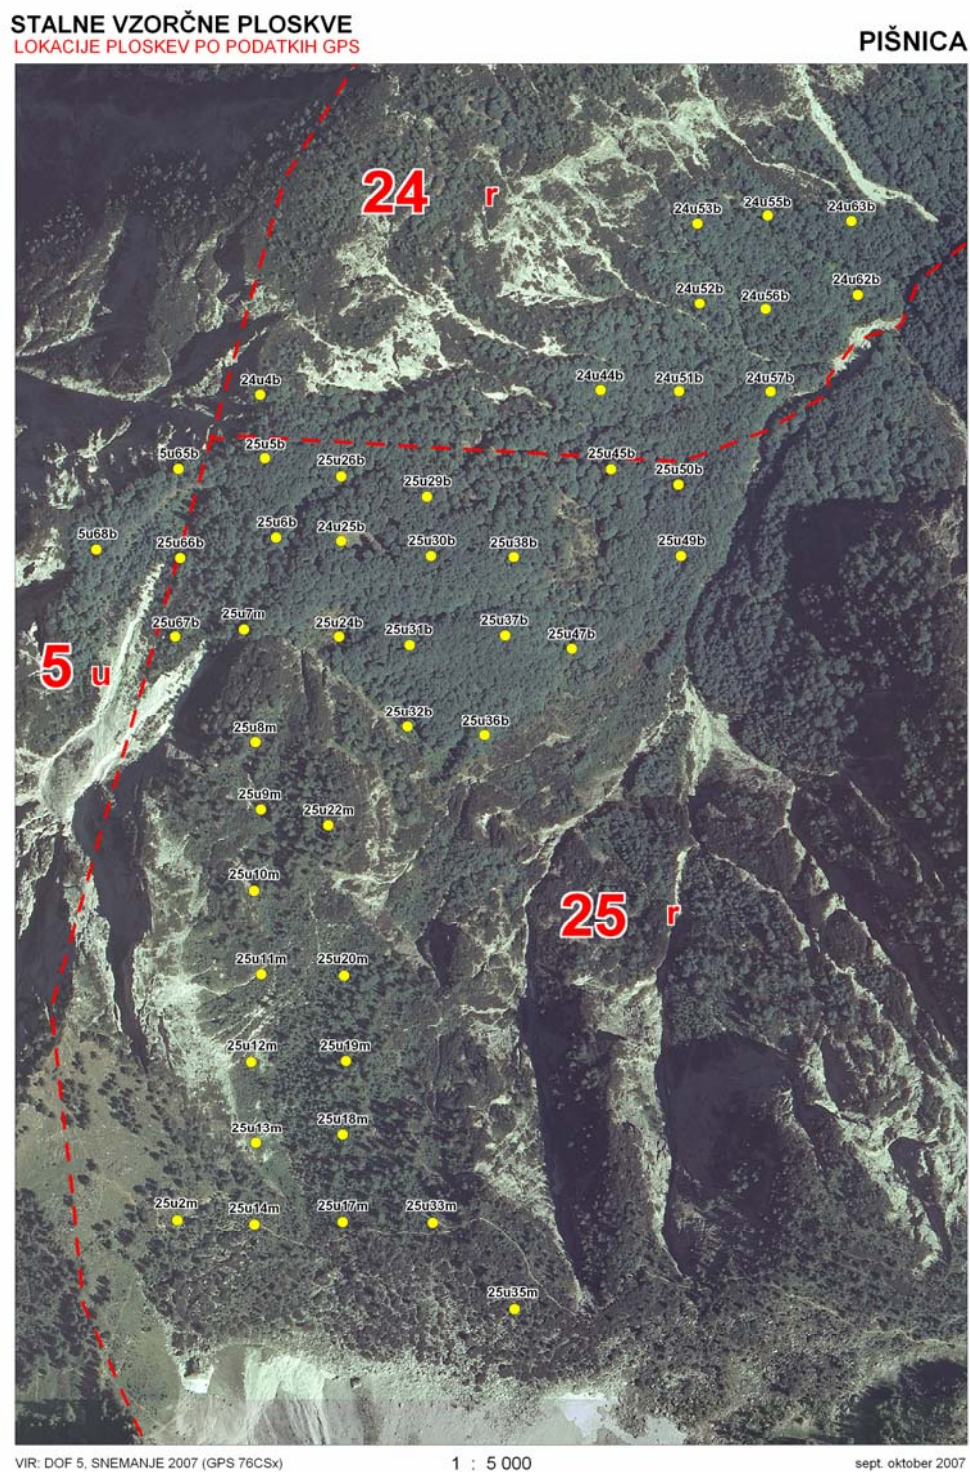 STALNE VZORČNE PLOSKVE
LOKACIJE PLOSKEV PO PODATKIH GPS
PIŠNICA
24 r
24u53b
24u55b
24u63b
24u52b
24u56b
24u62b
24u4b
24u44b
24u51b
24u57b
5u65b
25u5b
25u26b
25u29b
25u45b
25u50b
5u68b
25u66b
25u6b
24u25b
25u30b
25u38b
25u49b
25u67b
25u7m
25u24b
25u31b
25u37b
25u47b
5 u
25u8m
25u32b
25u36b
25u9m
25u22m
25u10m
25 r
25u11m
25u20m
25u12m
25u19m
25u13m
25u18m
25u2m
25u14m
25u17m
25u33m
25u35m
VIR: DOF 5, SNEMANJE 2007 (GPS 76CSx)
1 : 5 000
sept. oktober 2007